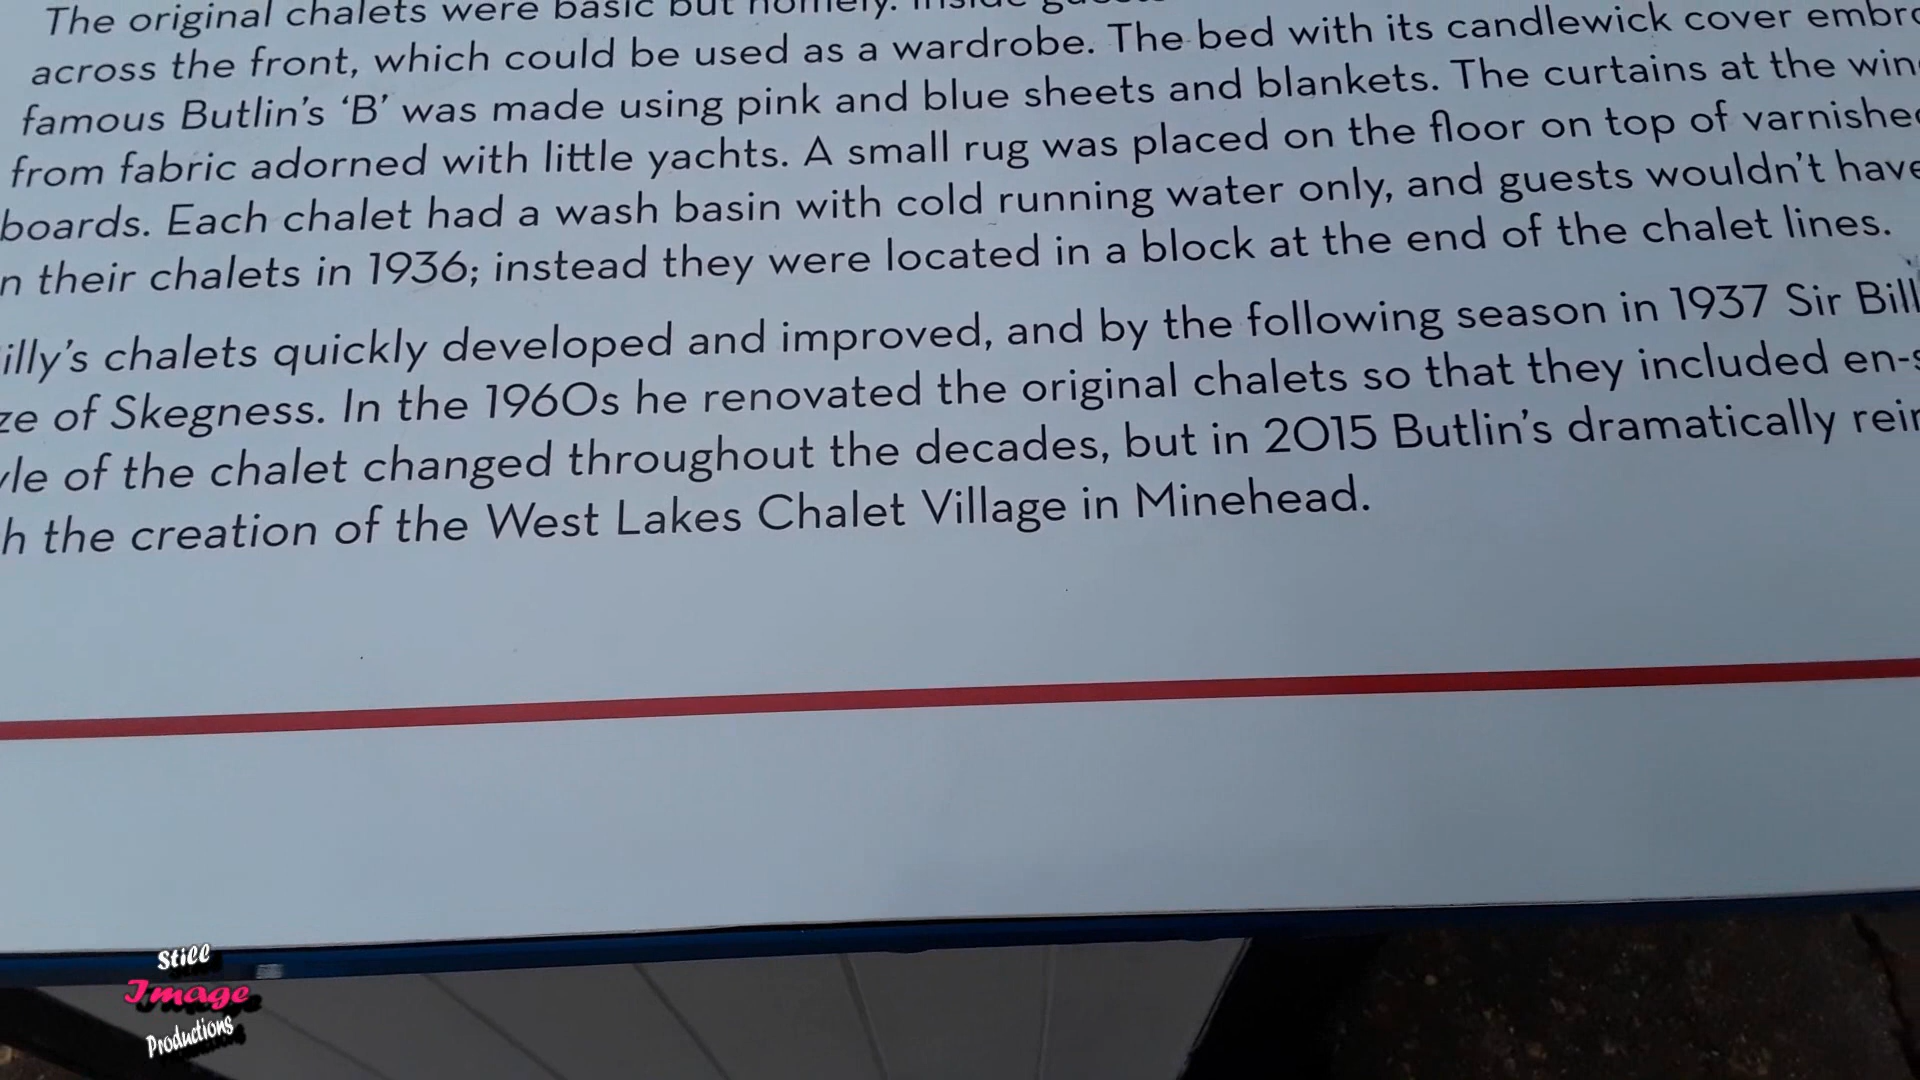 The original chalets were basic but homely. Inside
across the front, which could be used as a wardrobe. The bed with its candlewick cover
famous Butlin's 'B' was made using pink and blue sheets and blankets. The curtains at the
from fabric adorned with little yachts. A small rug was placed on the floor on top of
boards. Each chalet had a wash basin with cold running water only, and guests wouldn't have
their chalets in 1936; instead they were located in a block at the end of the chalet lines.
chalets quickly developed and improved, and by the following season in 1937 Sir
of Skegness. In the 1960s he renovated the original chalets so that they included
of the chalet changed throughout the decades, but in 2015 Butlin's dramatically
the creation of the West Lakes Chalet Village in Minehead.
Still
Image
Productions